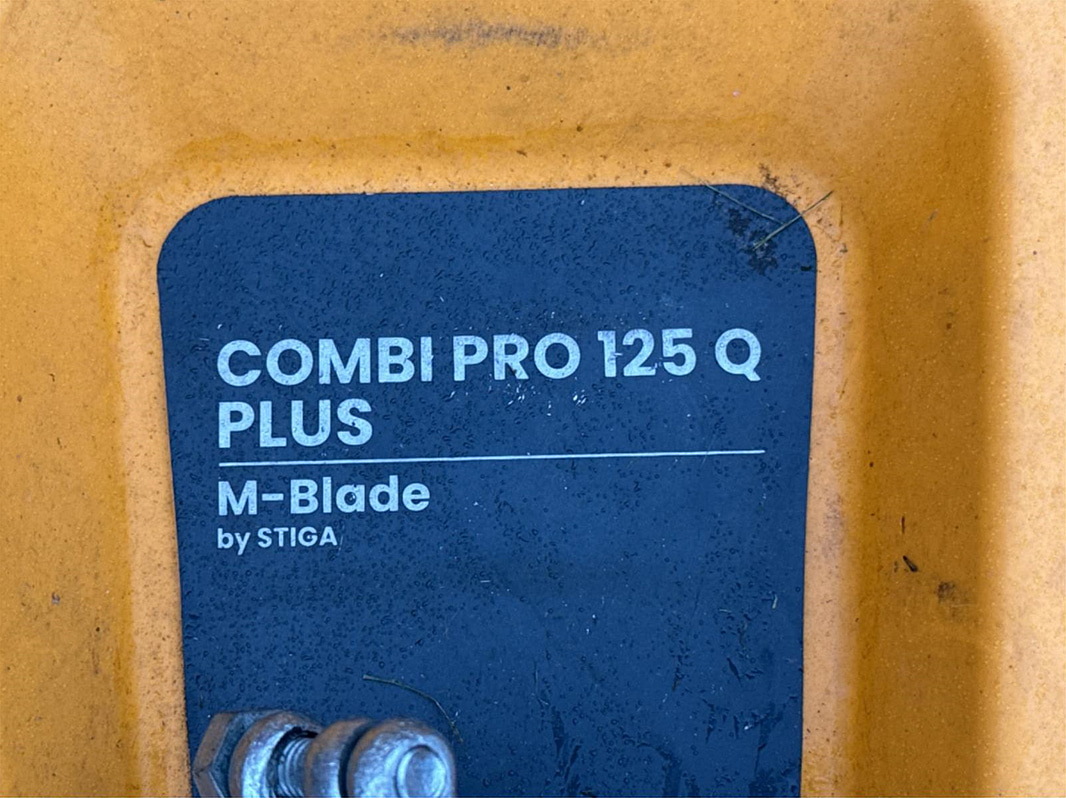 COMBI PRO 125 Q
PLUS
M-Blade
by STIGA